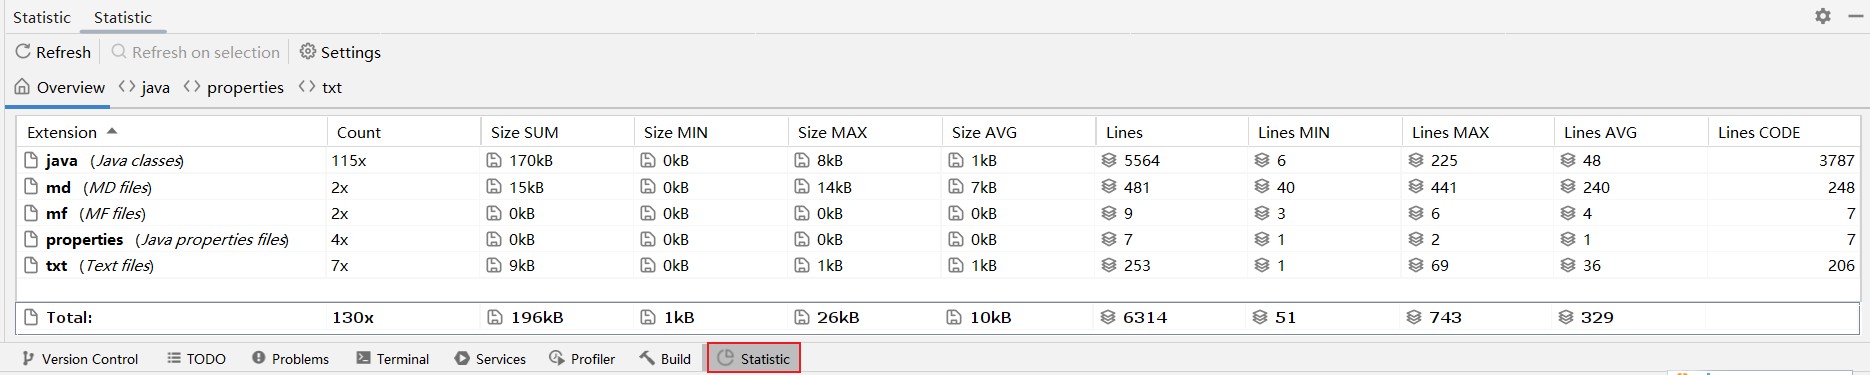 Statistic Statistic
Refresh Refresh on selection Settings
Overview java properties txt
Extension Count Size SUM Size MIN Size MAX Size AVG Lines Lines MIN Lines MAX Lines AVG Lines CODE
java (Java classes) 115x 170kB 0kB 8kB 1kB 5564 6 225 48 3787
md (MD files) 2x 15kB 0kB 14kB 7kB 481 40 441 240 248
mf (MF files) 2x 0kB 0kB 0kB 0kB 9 3 6 4 7
properties (Java properties files) 4x 0kB 0kB 0kB 0kB 7 1 2 1 7
txt (Text files) 7x 9kB 0kB 1kB 1kB 253 1 69 36 206
Total: 130x 196kB 1kB 26kB 10kB 6314 51 743 329
Version Control TODO Problems Terminal Services Profiler Build Statistic